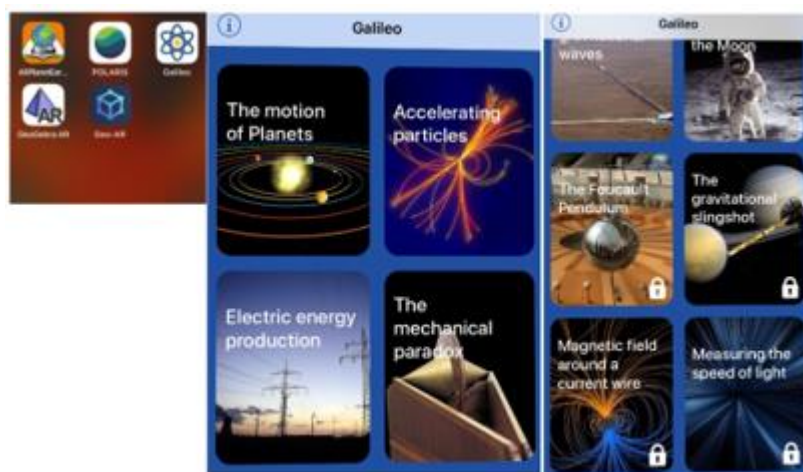 ARPlanetEar...
POLARIS
Galileo
AR
GeoGebra AR
Geo-AR
Galileo
The motion
of Planets
Accelerating
particles
Electric energy
production
The
mechanical
paradox
Galileo
waves
the Moon
The Foucault
Pendulum
The
gravitational
slingshot
Magnetic field
around a
current wire
Measuring the
speed of light